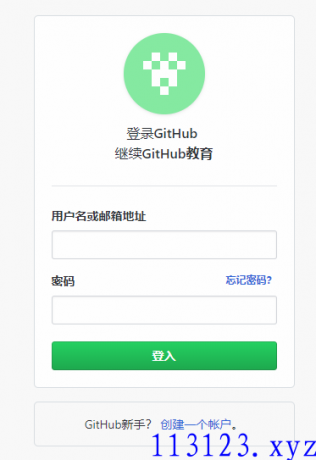 登录GitHub
继续GitHub教育
用户名或邮箱地址
密码 忘记密码?
登入
GitHub新手? 创建一个帐户。
113123.xyz